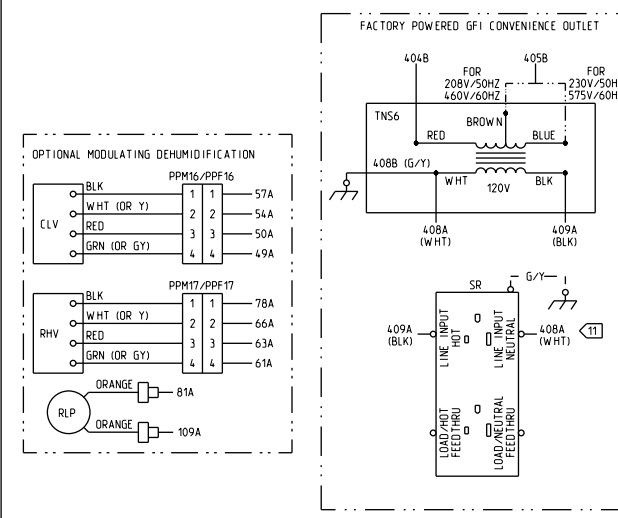 FACTORY POWERED GFI CONVENIENCE OUTLET
404B
405B
FOR
208V/50HZ
460V/60HZ
FOR
230V/50H
575V/60H
TNS6
BROWN
RED
BLUE
408B (G/Y)
WHT
120V
BLK
408A
(WHT)
409A
(BLK)
SR
G/Y
409A
(BLK)
LINE INPUT
HOT
LINE INPUT
NEUTRAL
408A
(WHT)
11
LOAD/HOT
FEEDTHRU
LOAD/NEUTRAL
FEEDTHRU
OPTIONAL MODULATING DEHUMIDIFICATION
PPM16/PPF16
CLV
BLK 1 1 57A
WHT (OR Y) 2 2 54A
RED 3 3 50A
GRN (OR GY) 4 4 49A
PPM17/PPF17
RHV
BLK 1 1 78A
WHT (OR Y) 2 2 66A
RED 3 3 63A
GRN (OR GY) 4 4 61A
RLP
ORANGE 81A
ORANGE 109A